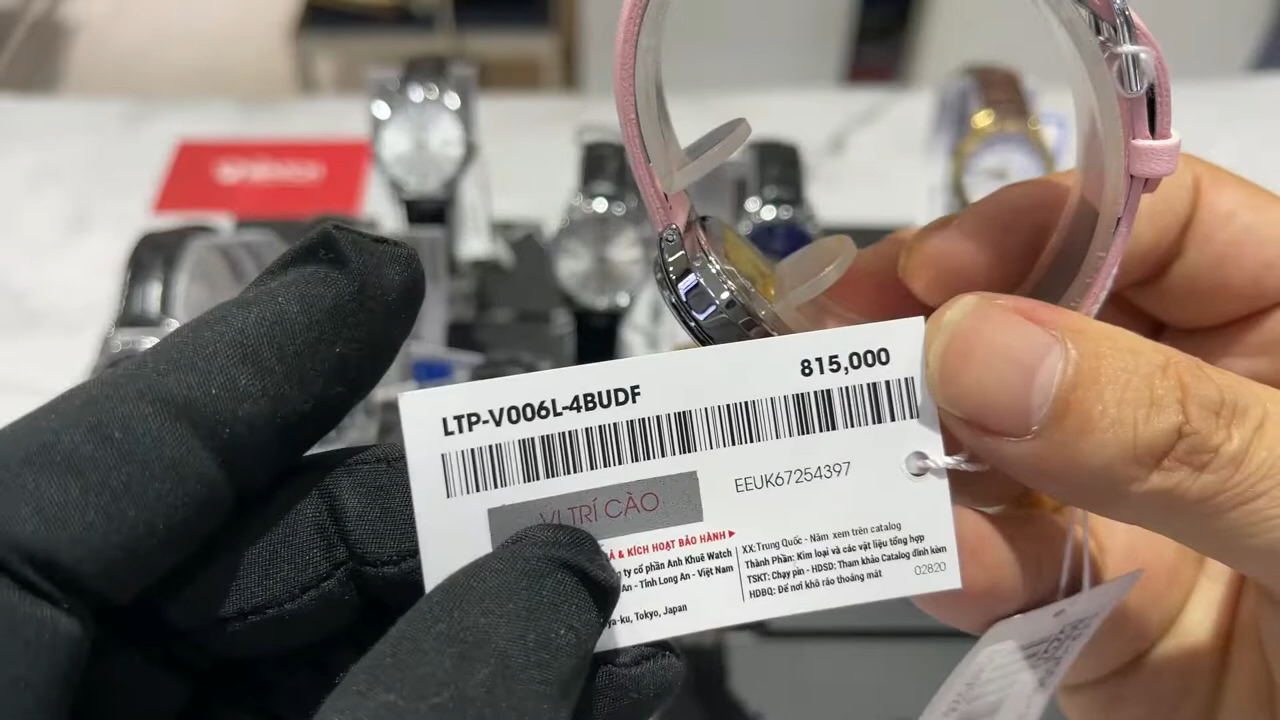 LTP-V006L-4BUDF
815,000
VỊ TRÍ CÀO
EEUK67254397
& KÍCH HOẠT BẢO HÀNH
ty cổ phần Anh Khuê Watch
An - Tỉnh Long An - Việt Nam
Tokyo, Japan
XX:Trung Quốc - Năm xem trên catalog
Thành Phần: Kim loại và các vật liệu tổng hợp
TSKT: Chạy pin - HDSD: Tham khảo Catalog đính kèm
HDBQ: Để nơi khô ráo thoáng mát
02820